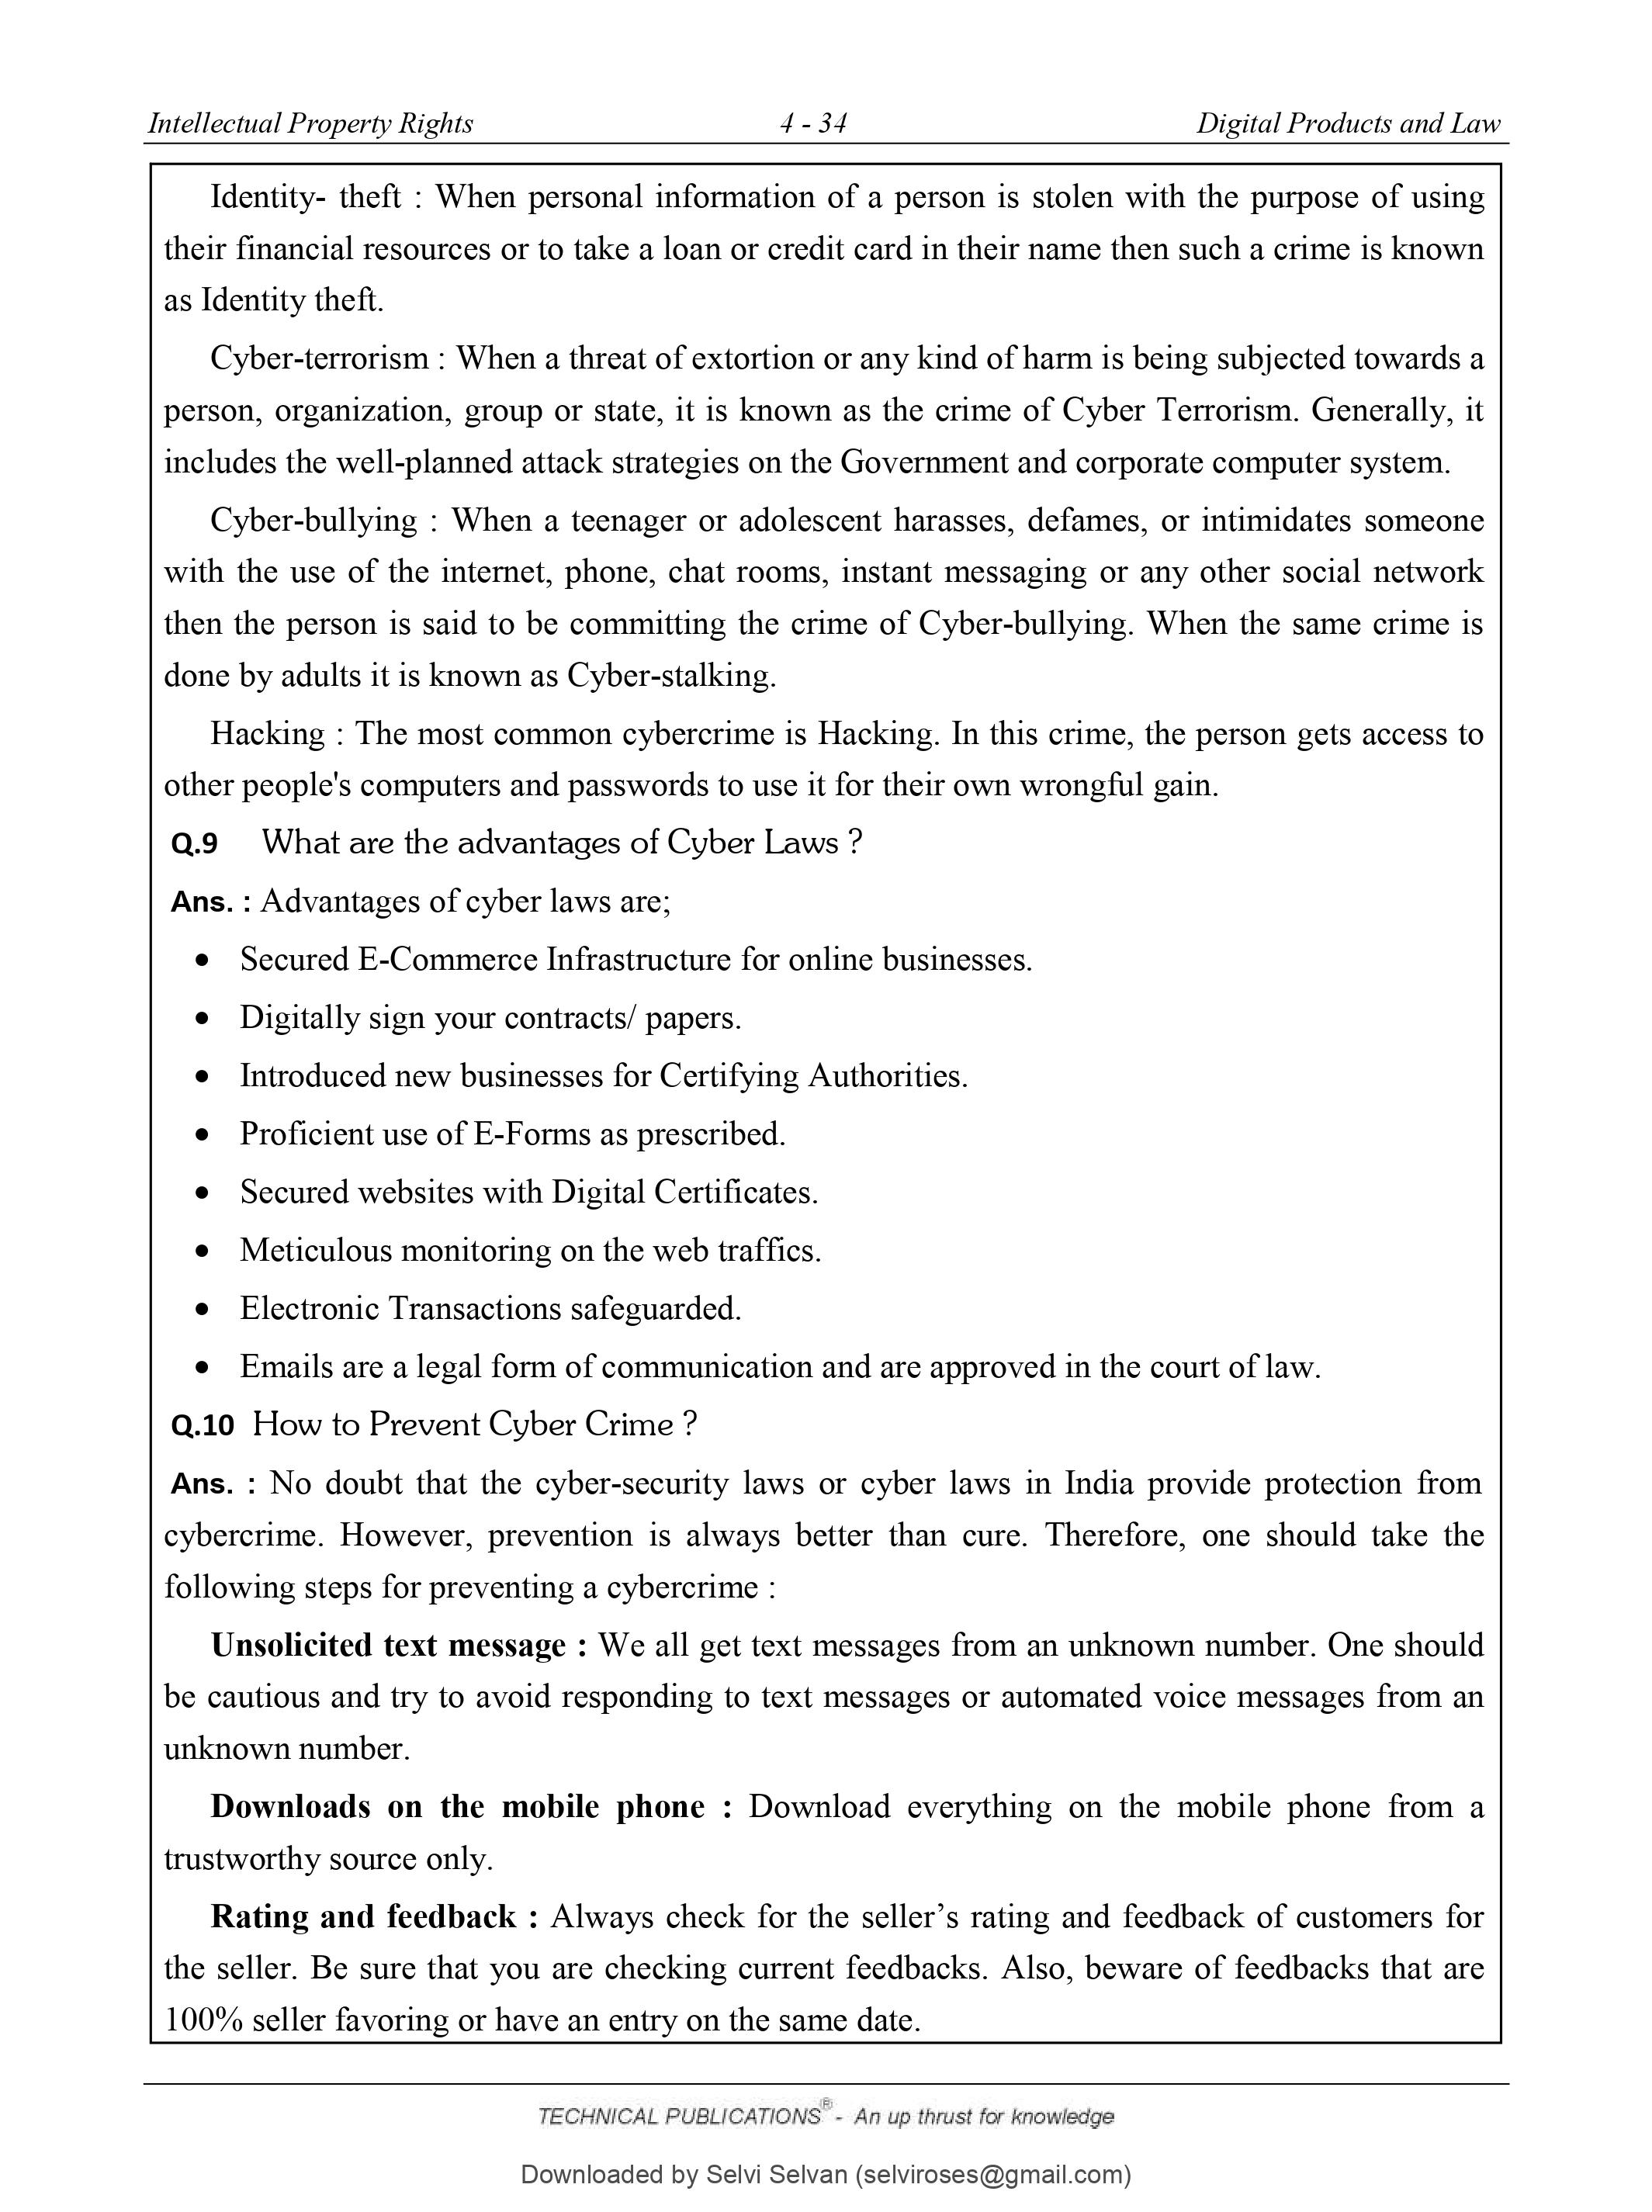 Intellectual Property Rights 4 - 34 Digital Products and Law
Identity- theft : When personal information of a person is stolen with the purpose of using
their financial resources or to take a loan or credit card in their name then such a crime is known
as Identity theft.
Cyber-terrorism : When a threat of extortion or any kind of harm is being subjected towards a
person, organization, group or state, it is known as the crime of Cyber Terrorism. Generally, it
includes the well-planned attack strategies on the Government and corporate computer system.
Cyber-bullying : When a teenager or adolescent harasses, defames, or intimidates someone
with the use of the internet, phone, chat rooms, instant messaging or any other social network
then the person is said to be committing the crime of Cyber-bullying. When the same crime is
done by adults it is known as Cyber-stalking.
Hacking : The most common cybercrime is Hacking. In this crime, the person gets access to
other people's computers and passwords to use it for their own wrongful gain.
Q.9 What are the advantages of Cyber Laws ?
Ans. : Advantages of cyber laws are;
• Secured E-Commerce Infrastructure for online businesses.
• Digitally sign your contracts/ papers.
• Introduced new businesses for Certifying Authorities.
• Proficient use of E-Forms as prescribed.
• Secured websites with Digital Certificates.
• Meticulous monitoring on the web traffics.
• Electronic Transactions safeguarded.
• Emails are a legal form of communication and are approved in the court of law.
Q.10 How to Prevent Cyber Crime ?
Ans. : No doubt that the cyber-security laws or cyber laws in India provide protection from
cybercrime. However, prevention is always better than cure. Therefore, one should take the
following steps for preventing a cybercrime :
Unsolicited text message : We all get text messages from an unknown number. One should
be cautious and try to avoid responding to text messages or automated voice messages from an
unknown number.
Downloads on the mobile phone : Download everything on the mobile phone from a
trustworthy source only.
Rating and feedback : Always check for the seller’s rating and feedback of customers for
the seller. Be sure that you are checking current feedbacks. Also, beware of feedbacks that are
100% seller favoring or have an entry on the same date.
TECHNICAL PUBLICATIONS® - An up thrust for knowledge
Downloaded by Selvi Selvan (selviroses@gmail.com)